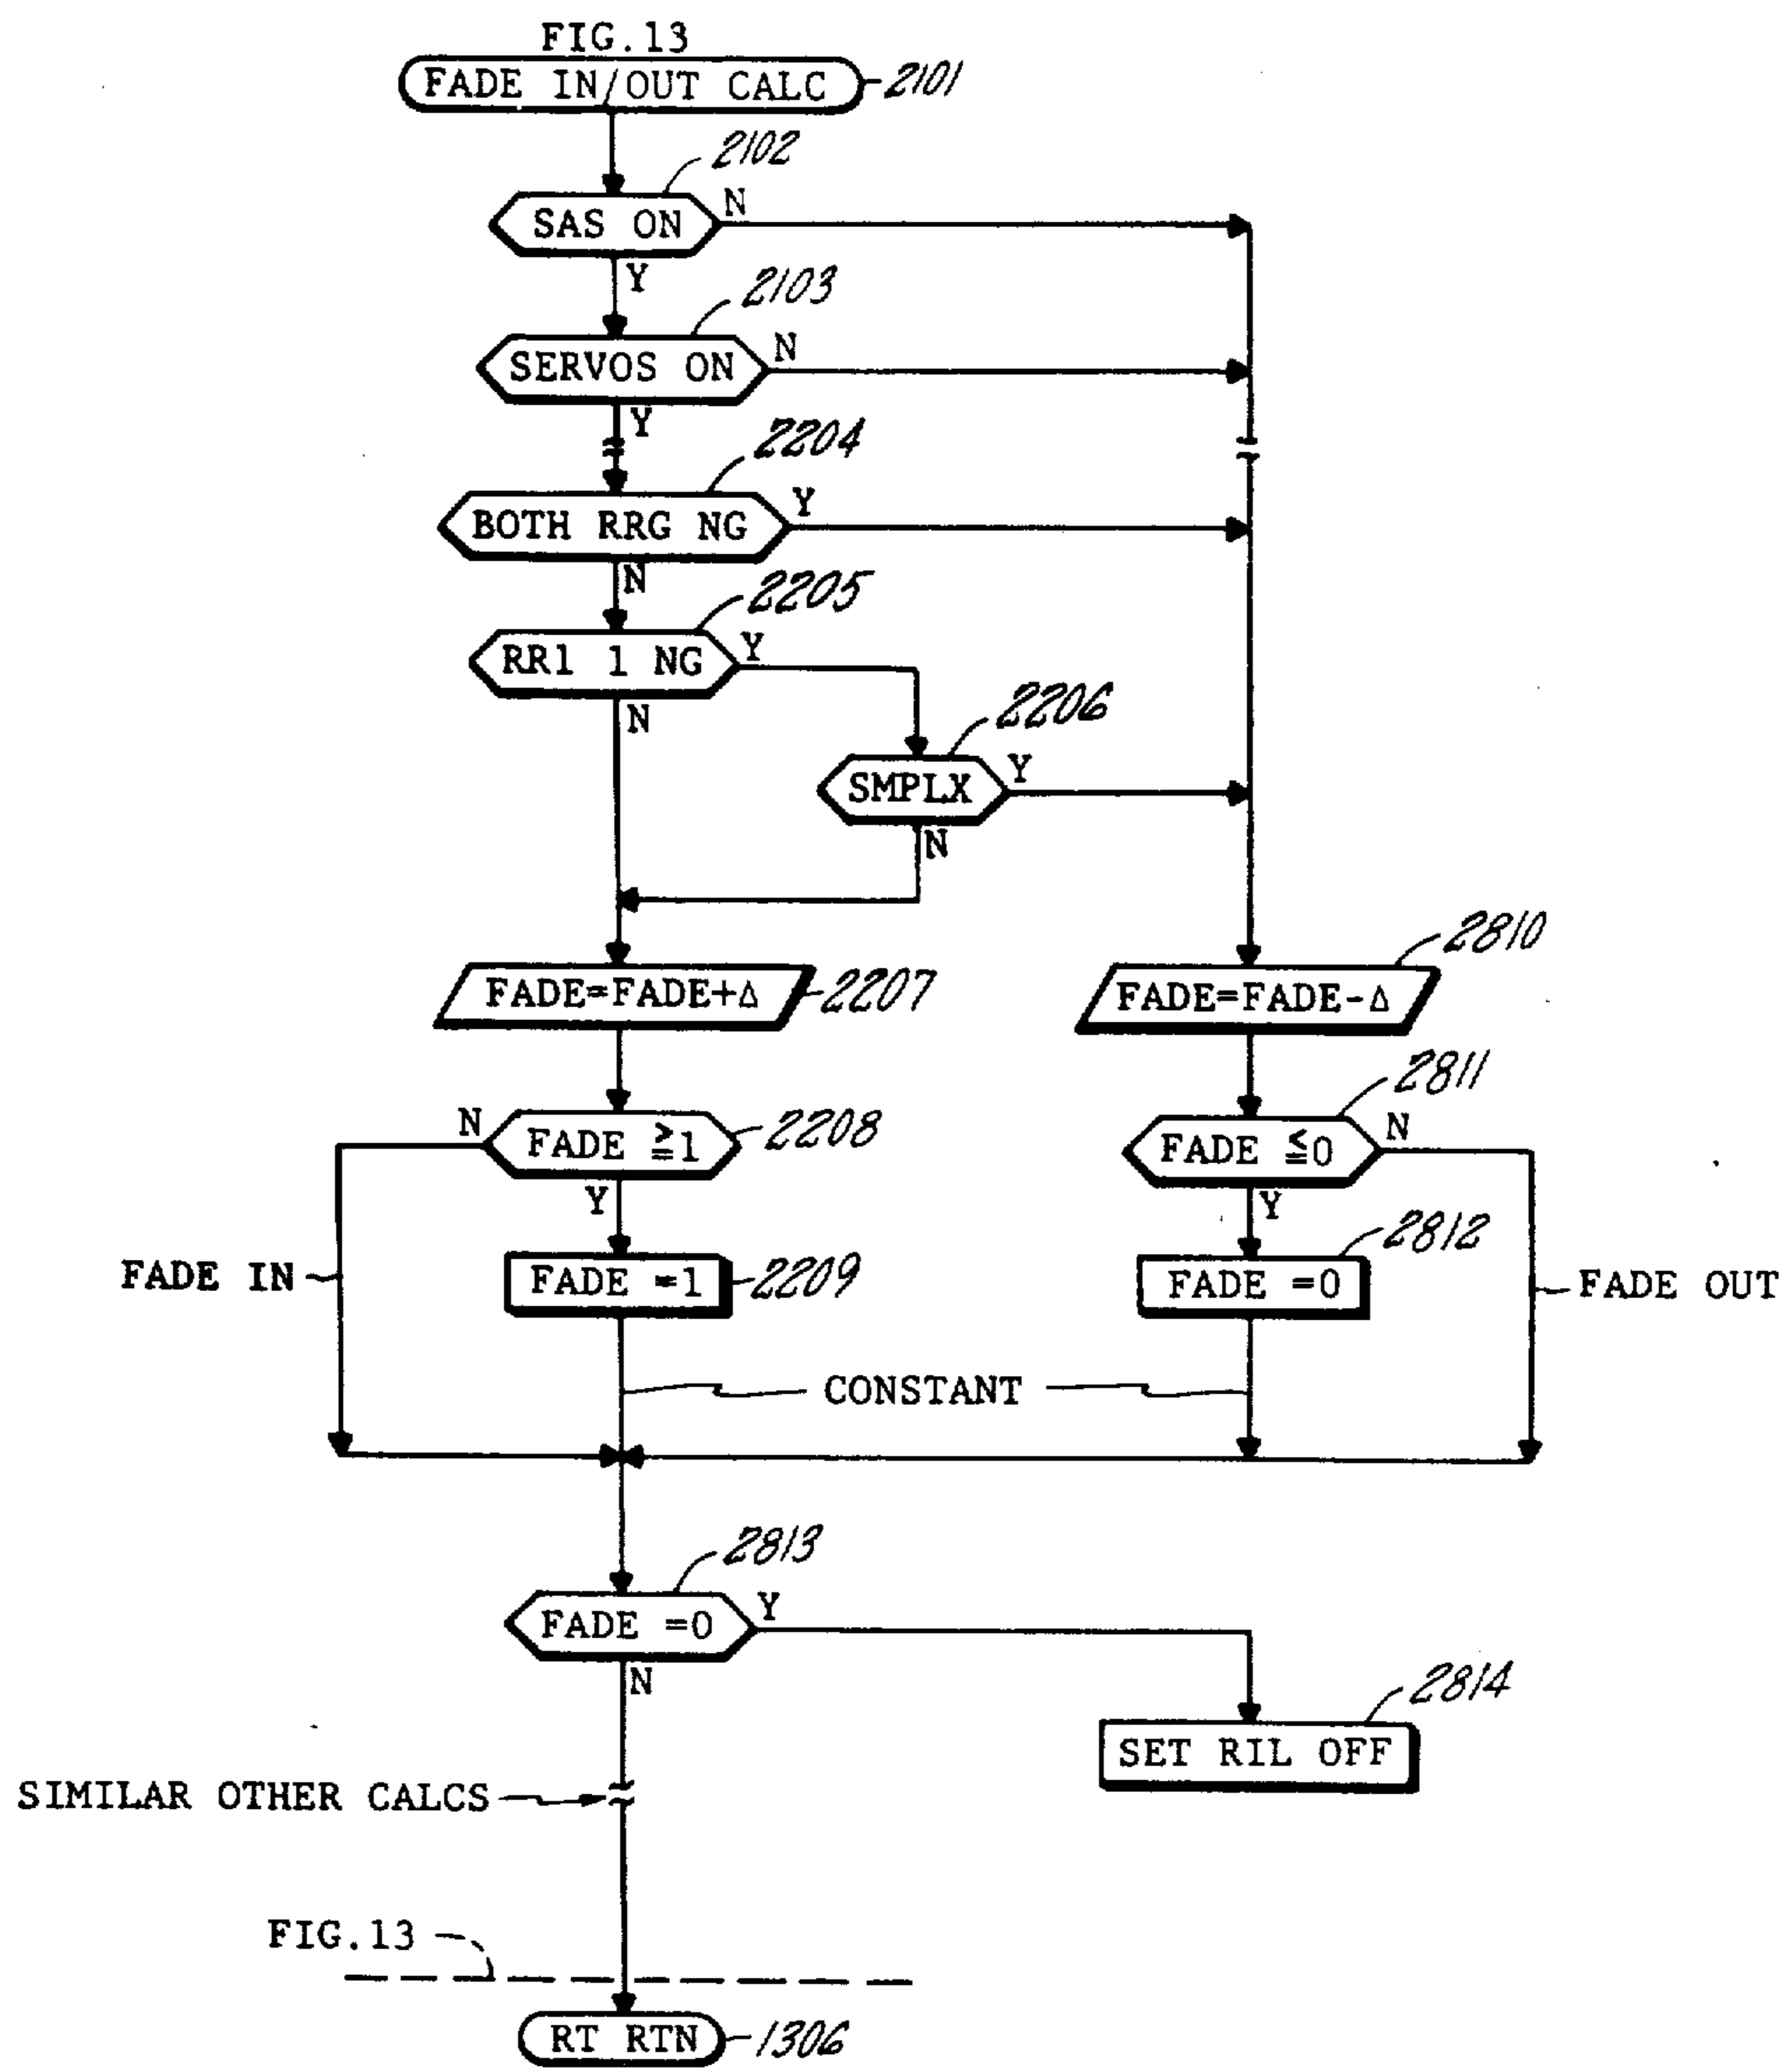 FIG.13
FADE IN/OUT CALC
2101
2102
SAS ON
N
Y
2103
SERVOS ON
N
Y
2204
BOTH RRG NG
Y
N
2205
RR1 1 NG
Y
N
2206
SMPLX
Y
N
FADE=FADE+Δ
2207
2810
FADE=FADE-Δ
N
FADE ≧1
2208
Y
2811
FADE ≦0
N
Y
FADE IN
FADE =1
2209
2812
FADE =0
FADE OUT
CONSTANT
2813
FADE =0
Y
N
2814
SET RIL OFF
SIMILAR OTHER CALCS
FIG.13
RT RTN
1306